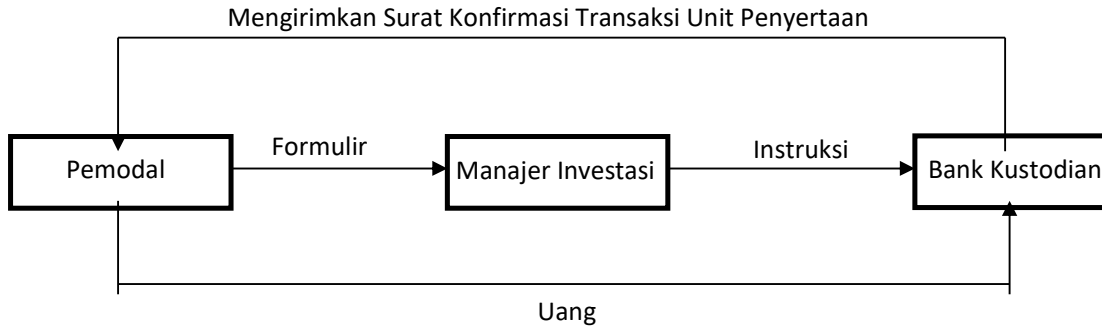 Mengirimkan Surat Konfirmasi Transaksi Unit Penyertaan
Formulir
Instruksi
Pemodal
Manajer Investasi
Bank Kustodian
Uang